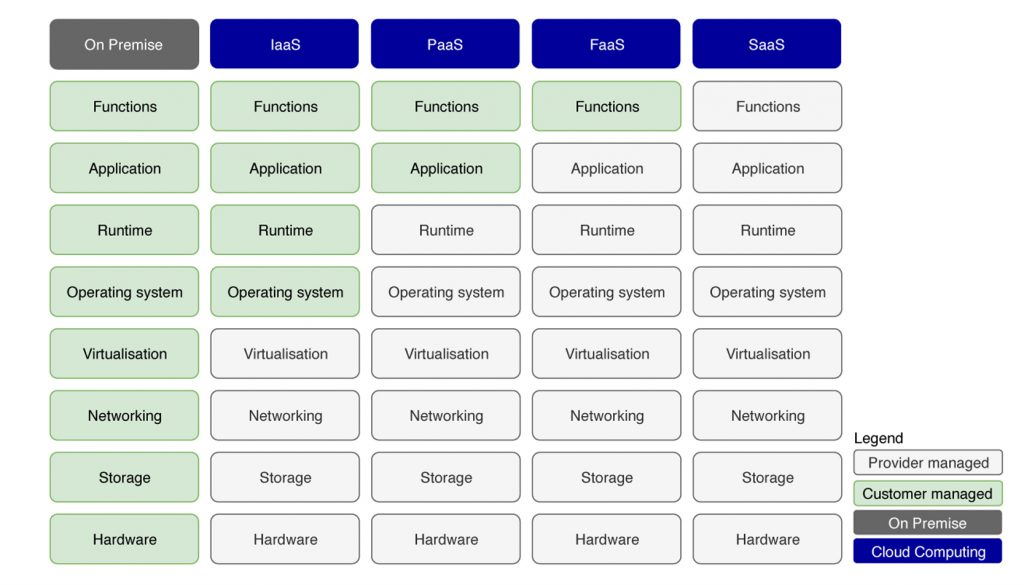 On Premise IaaS PaaS FaaS SaaS
Functions Functions Functions Functions Functions
Application Application Application Application Application
Runtime Runtime Runtime Runtime Runtime
Operating system Operating system Operating system Operating system Operating system
Virtualisation Virtualisation Virtualisation Virtualisation Virtualisation
Networking Networking Networking Networking Networking
Storage Storage Storage Storage Storage
Hardware Hardware Hardware Hardware Hardware
Legend
Provider managed
Customer managed
On Premise
Cloud Computing